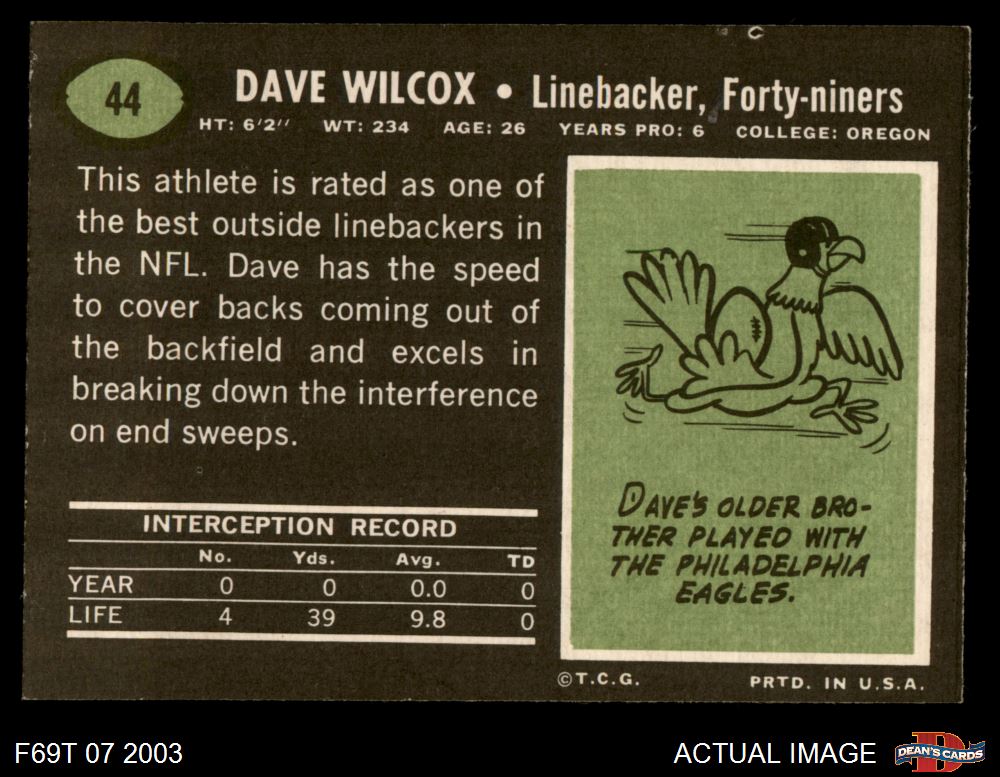 44
DAVE WILCOX • Linebacker, Forty-niners
HT: 6'2'' WT: 234 AGE: 26 YEARS PRO: 6 COLLEGE: OREGON
This athlete is rated as one of
the best outside linebackers in
the NFL. Dave has the speed
to cover backs coming out of
the backfield and excels in
breaking down the interference
on end sweeps.
INTERCEPTION RECORD
No. Yds. Avg. TD
YEAR 0 0 0.0 0
LIFE 4 39 9.8 0
DAVE'S OLDER BRO-
THER PLAYED WITH
THE PHILADELPHIA
EAGLES.
©T.C.G. PRTD. IN U.S.A.
F69T 07 2003 ACTUAL IMAGE
D
DEAN'S CARDS